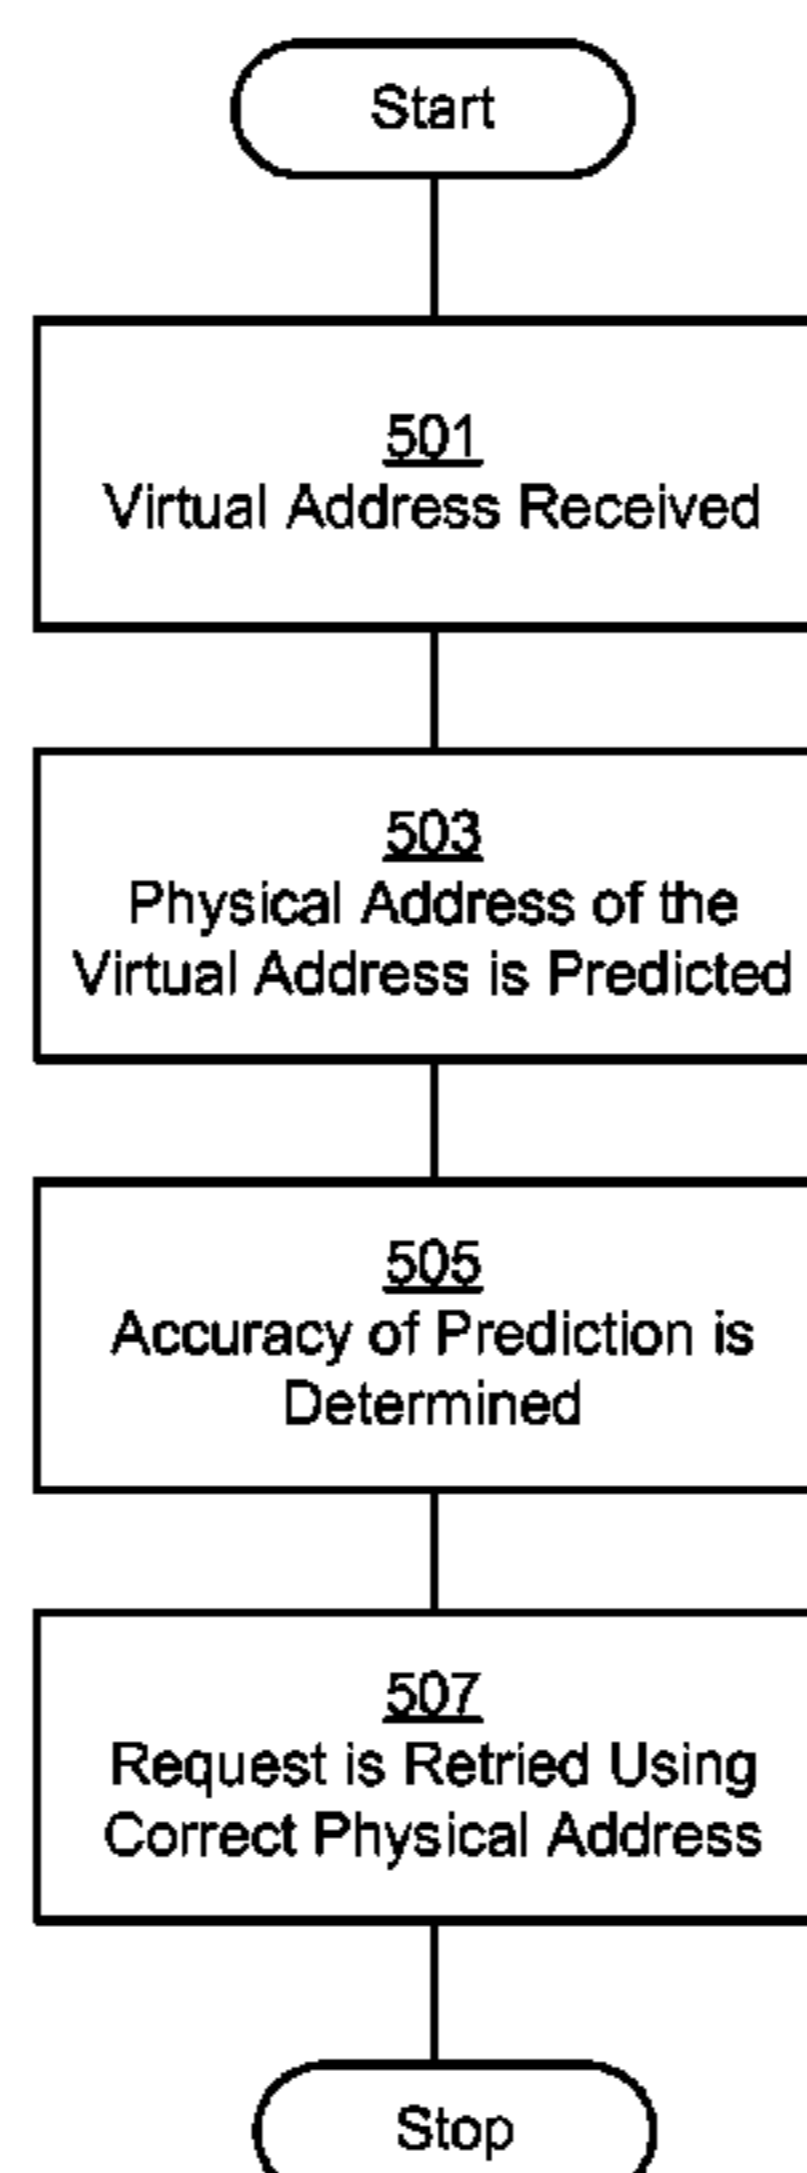 Start
501
Virtual Address Received
503
Physical Address of the
Virtual Address is Predicted
505
Accuracy of Prediction is
Determined
507
Request is Retried Using
Correct Physical Address
Stop